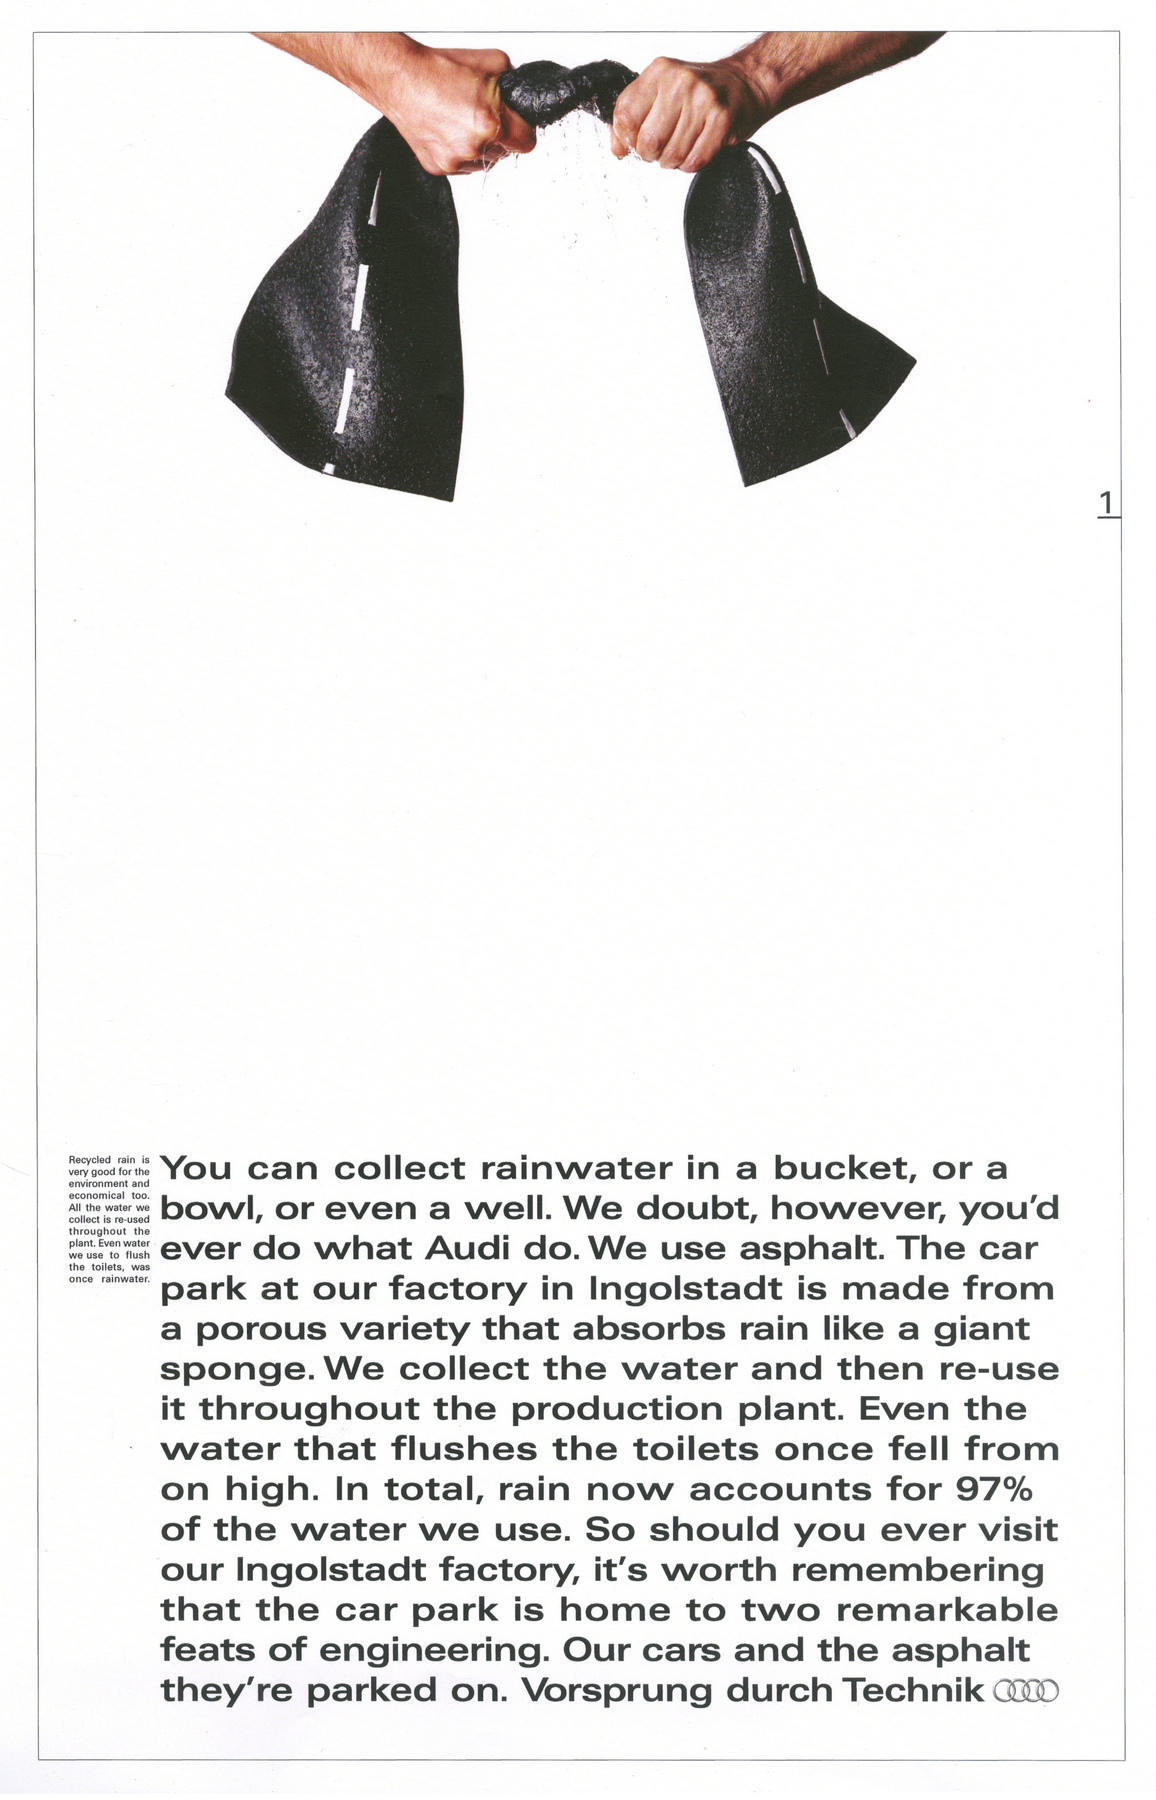 1
Recycled rain is
very good for the
environment and
economical too.
All the water we
collect is re-used
throughout the
plant. Even water
we use to flush
the toilets, was
once rainwater.
You can collect rainwater in a bucket, or a
bowl, or even a well. We doubt, however, you’d
ever do what Audi do. We use asphalt. The car
park at our factory in Ingolstadt is made from
a porous variety that absorbs rain like a giant
sponge. We collect the water and then re-use
it throughout the production plant. Even the
water that flushes the toilets once fell from
on high. In total, rain now accounts for 97%
of the water we use. So should you ever visit
our Ingolstadt factory, it’s worth remembering
that the car park is home to two remarkable
feats of engineering. Our cars and the asphalt
they’re parked on. Vorsprung durch Technik